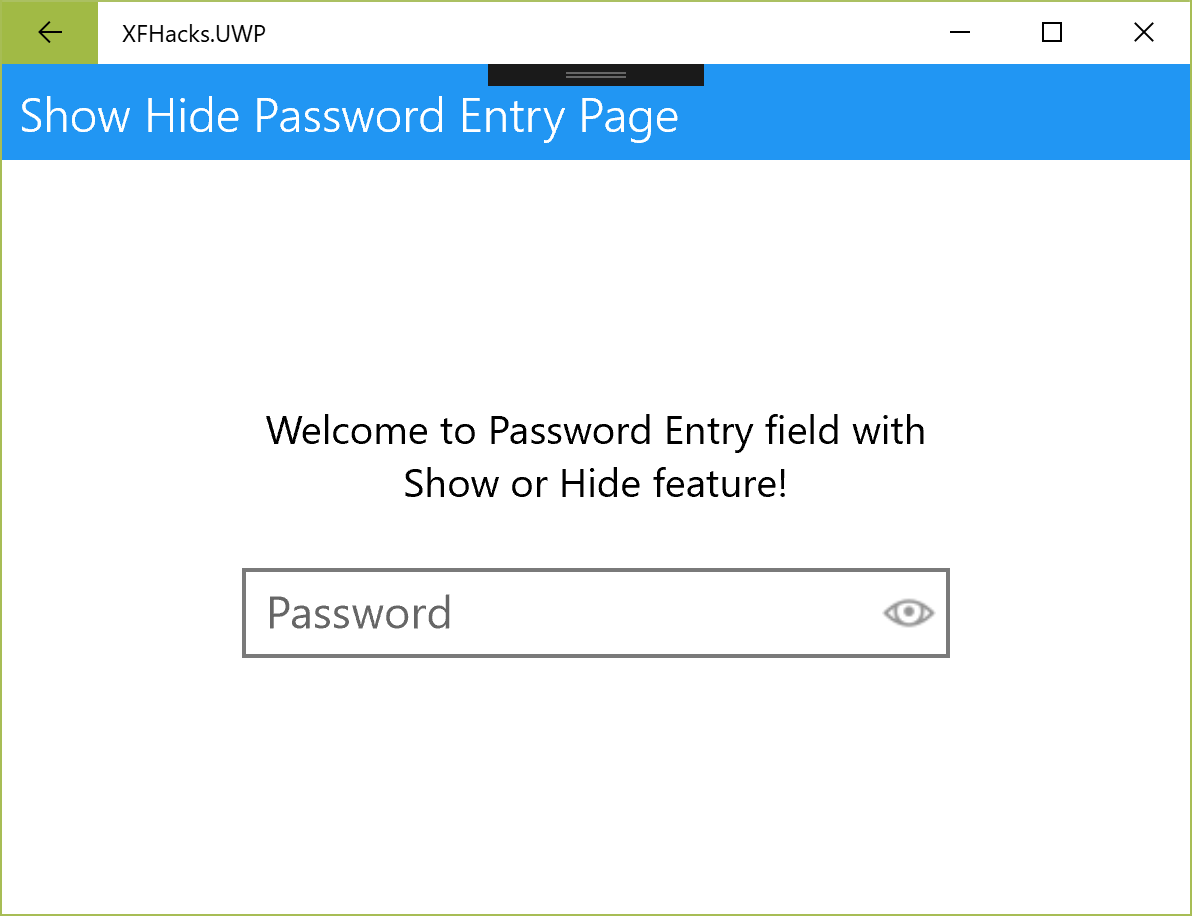 XFHacks.UWP
Show Hide Password Entry Page
Welcome to Password Entry field with
Show or Hide feature!
Password